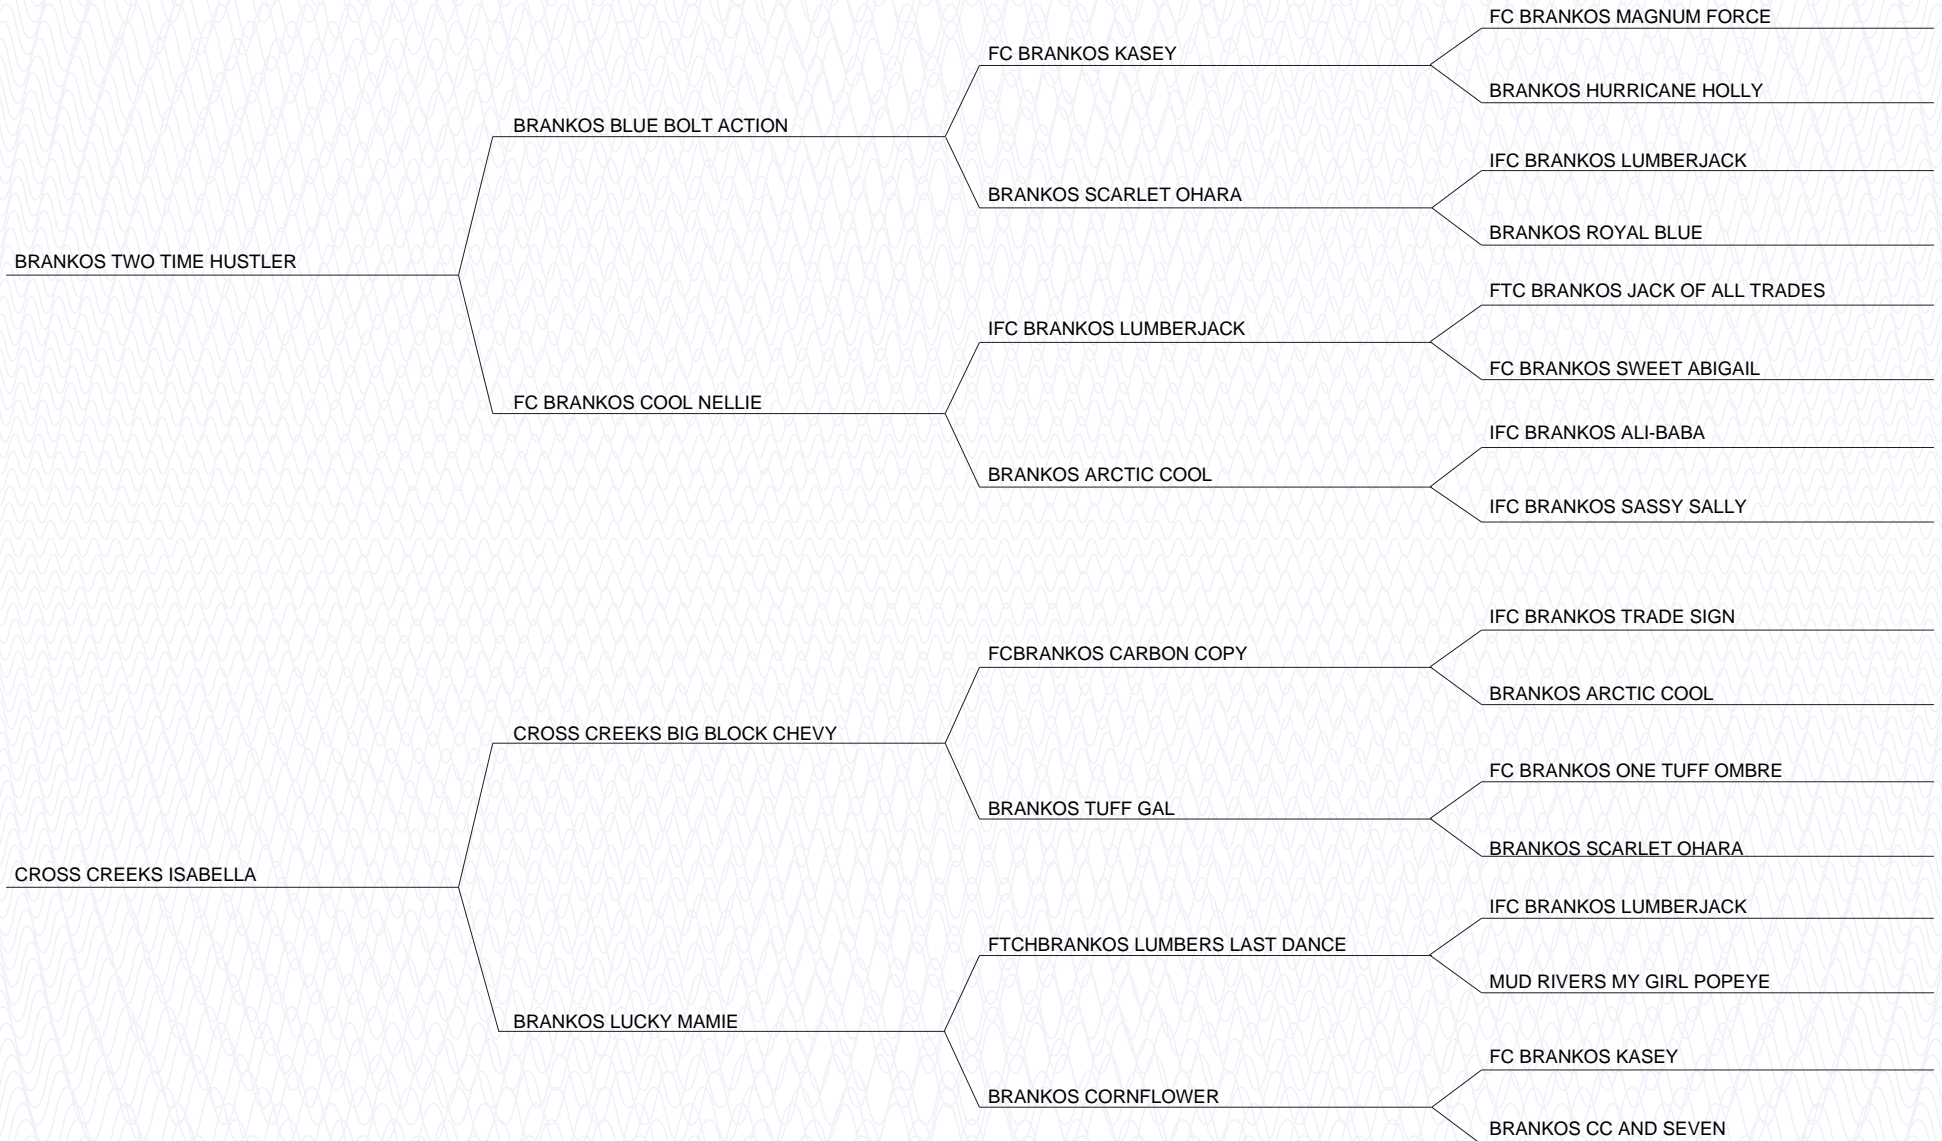 FC BRANKOS MAGNUM FORCE
FC BRANKOS KASEY
BRANKOS HURRICANE HOLLY
BRANKOS BLUE BOLT ACTION
IFC BRANKOS LUMBERJACK
BRANKOS SCARLET OHARA
BRANKOS ROYAL BLUE
BRANKOS TWO TIME HUSTLER
FTC BRANKOS JACK OF ALL TRADES
IFC BRANKOS LUMBERJACK
FC BRANKOS SWEET ABIGAIL
FC BRANKOS COOL NELLIE
IFC BRANKOS ALI-BABA
BRANKOS ARCTIC COOL
IFC BRANKOS SASSY SALLY
IFC BRANKOS TRADE SIGN
FCBRANKOS CARBON COPY
BRANKOS ARCTIC COOL
CROSS CREEKS BIG BLOCK CHEVY
FC BRANKOS ONE TUFF OMBRE
BRANKOS TUFF GAL
BRANKOS SCARLET OHARA
CROSS CREEKS ISABELLA
IFC BRANKOS LUMBERJACK
FTCHBRANKOS LUMBERS LAST DANCE
MUD RIVERS MY GIRL POPEYE
BRANKOS LUCKY MAMIE
FC BRANKOS KASEY
BRANKOS CORNFLOWER
BRANKOS CC AND SEVEN